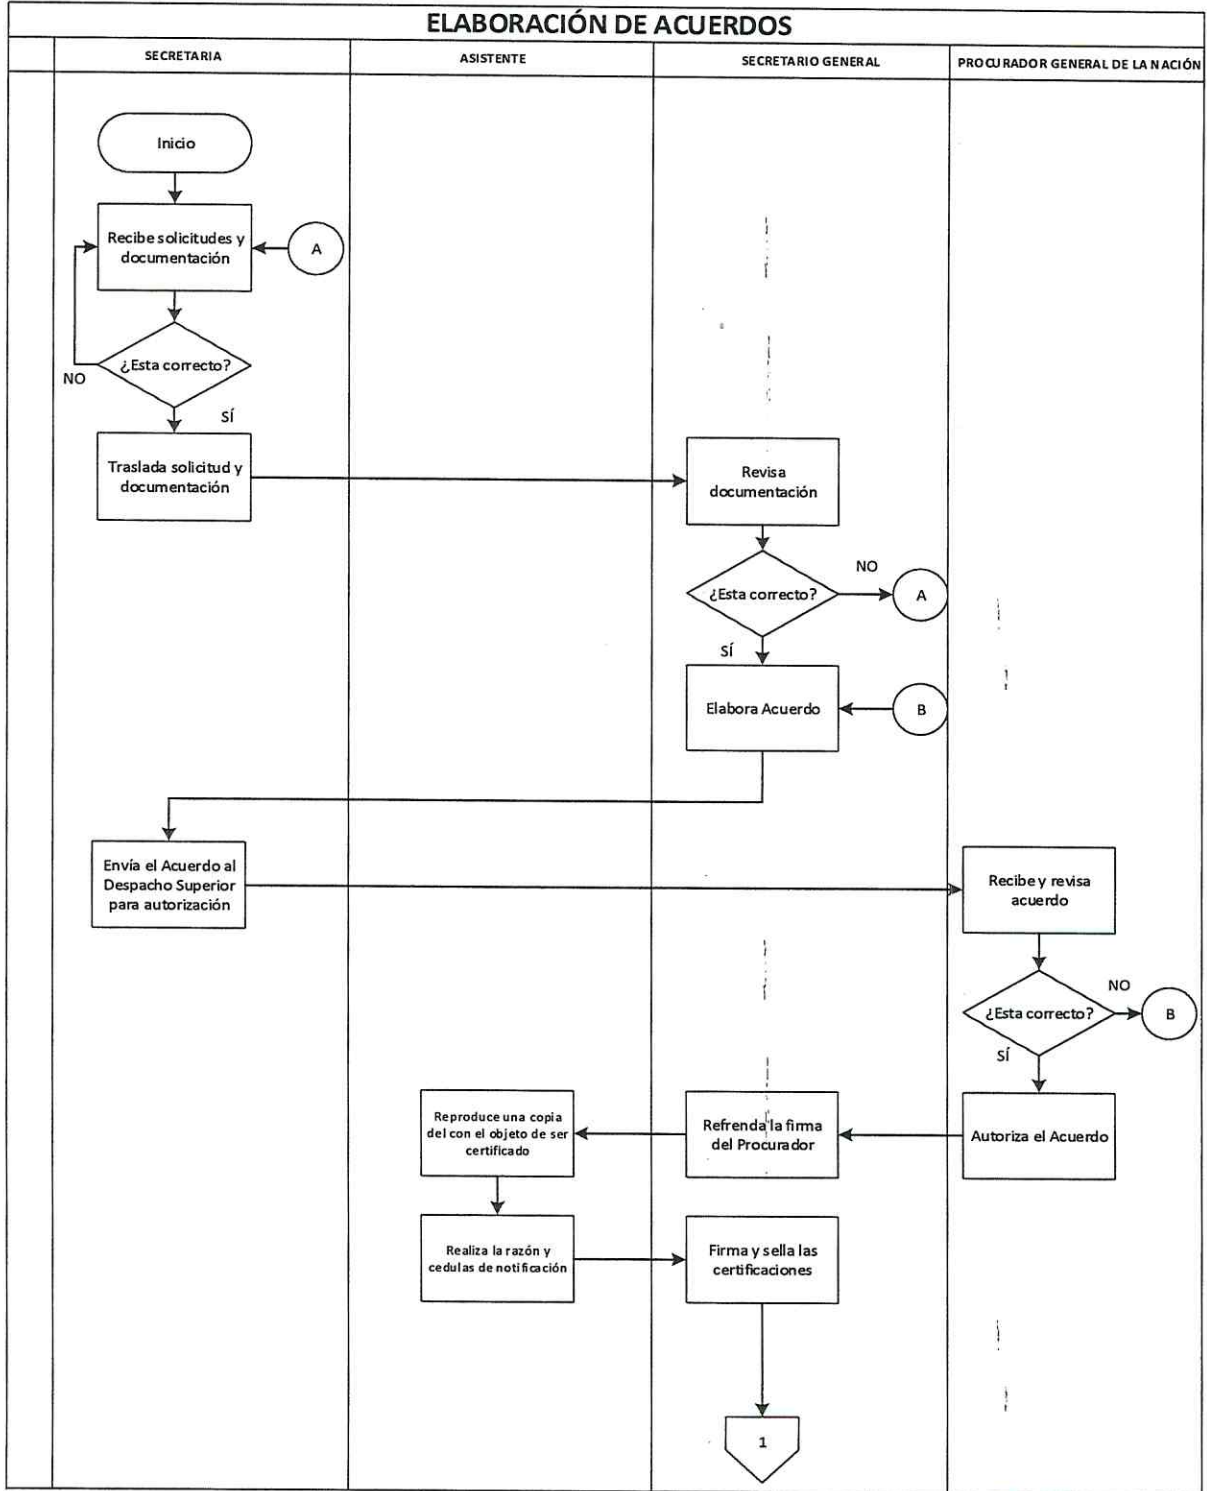 ELABORACIÓN DE ACUERDOS
SECRETARIA
ASISTENTE
SECRETARIO GENERAL
PROCURADOR GENERAL DE LA NACIÓN
Inicio
Recibe solicitudes y
documentación
A
¿Esta correcto?
NO
SÍ
Traslada solicitud y
documentación
Revisa
documentación
¿Esta correcto?
NO
A
SÍ
Elabora Acuerdo
B
Envía el Acuerdo al
Despacho Superior
para autorización
Recibe y revisa
acuerdo
¿Esta correcto?
NO
B
SÍ
Autoriza el Acuerdo
Refrenda la firma
del Procurador
Reproduce una copia
del con el objeto de ser
certificado
Realiza la razón y
cedulas de notificación
Firma y sella las
certificaciones
1